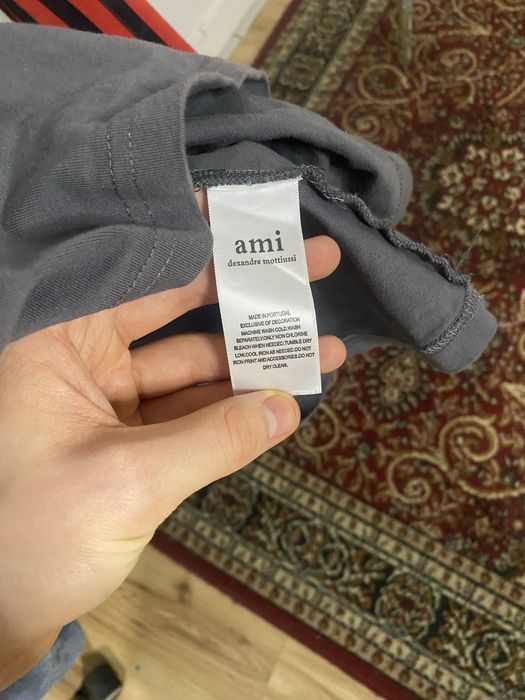 ami
dexandre mottiussi
MADE IN PORTUGAL
EXCLUSIVE OF DECORATION
MACHINE WASH COLD.WASH
SEPARATELY.ONLY NON CHLORINE
BLEACH WHEN NEEDED.TUMBLE DRY
LOW.COOL IRON AB NEEDED.DO NOT
IRON PRINT AND ACCESSORIES.DO NOT
DRY CLEAN.